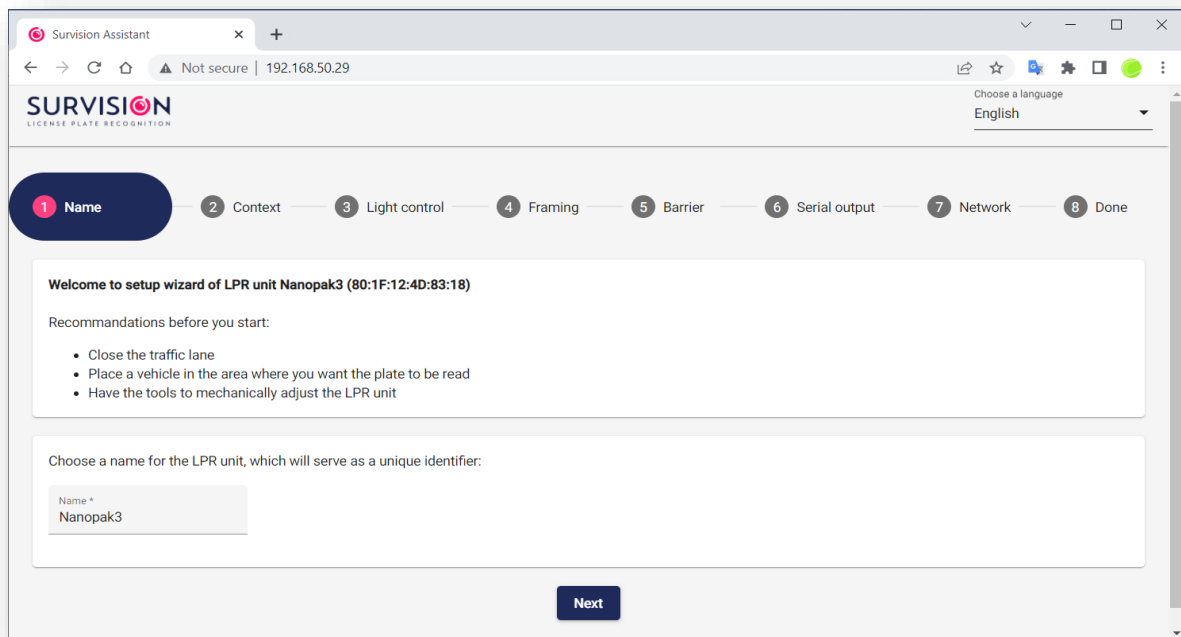 Survision Assistant
Not secure | 192.168.50.29
SURVISION
LICENSE PLATE RECOGNITION
Choose a language
English
1 Name
2 Context
3 Light control
4 Framing
5 Barrier
6 Serial output
7 Network
8 Done
Welcome to setup wizard of LPR unit Nanopak3 (80:1F:12:4D:83:18)
Recommandations before you start:
• Close the traffic lane
• Place a vehicle in the area where you want the plate to be read
• Have the tools to mechanically adjust the LPR unit
Choose a name for the LPR unit, which will serve as a unique identifier:
Name *
Nanopak3
Next